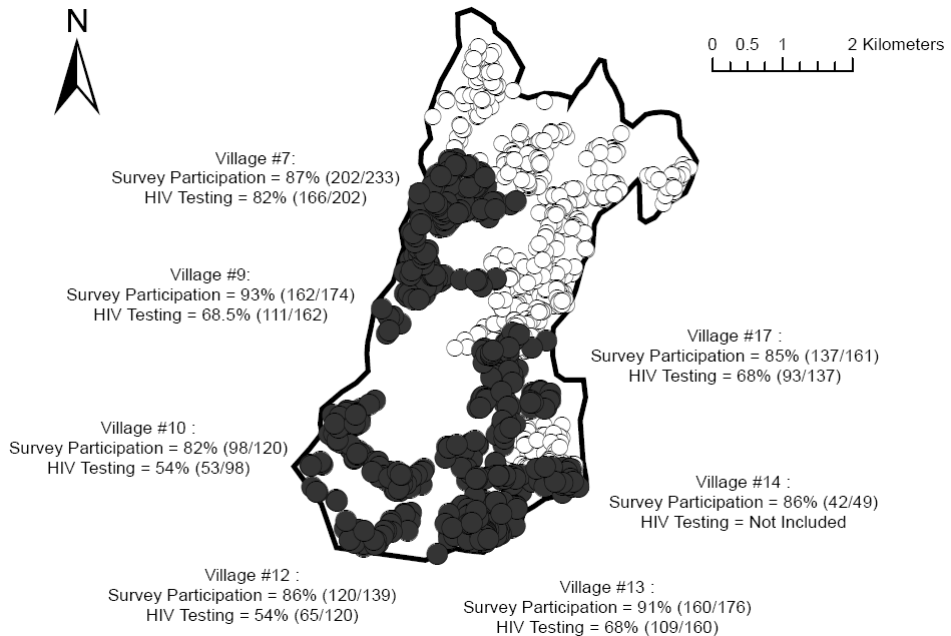 N
0 0.5 1 2 Kilometers
Village #7:
Survey Participation = 87% (202/233)
HIV Testing = 82% (166/202)
Village #9:
Survey Participation = 93% (162/174)
HIV Testing = 68.5% (111/162)
Village #17 :
Survey Participation = 85% (137/161)
HIV Testing = 68% (93/137)
Village #10 :
Survey Participation = 82% (98/120)
HIV Testing = 54% (53/98)
Village #14 :
Survey Participation = 86% (42/49)
HIV Testing = Not Included
Village #12 :
Survey Participation = 86% (120/139)
HIV Testing = 54% (65/120)
Village #13 :
Survey Participation = 91% (160/176)
HIV Testing = 68% (109/160)